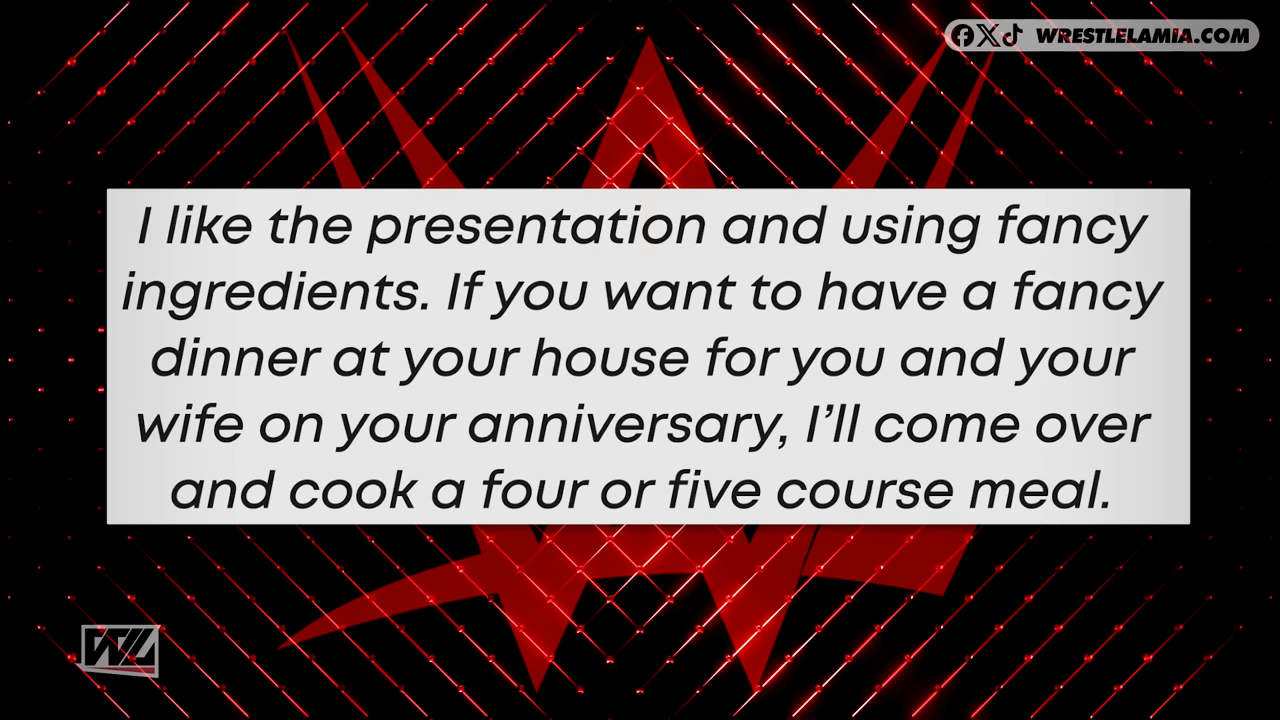 WRESTLELAMIA.COM
I like the presentation and using fancy
ingredients. If you want to have a fancy
dinner at your house for you and your
wife on your anniversary, I’ll come over
and cook a four or five course meal.
WL